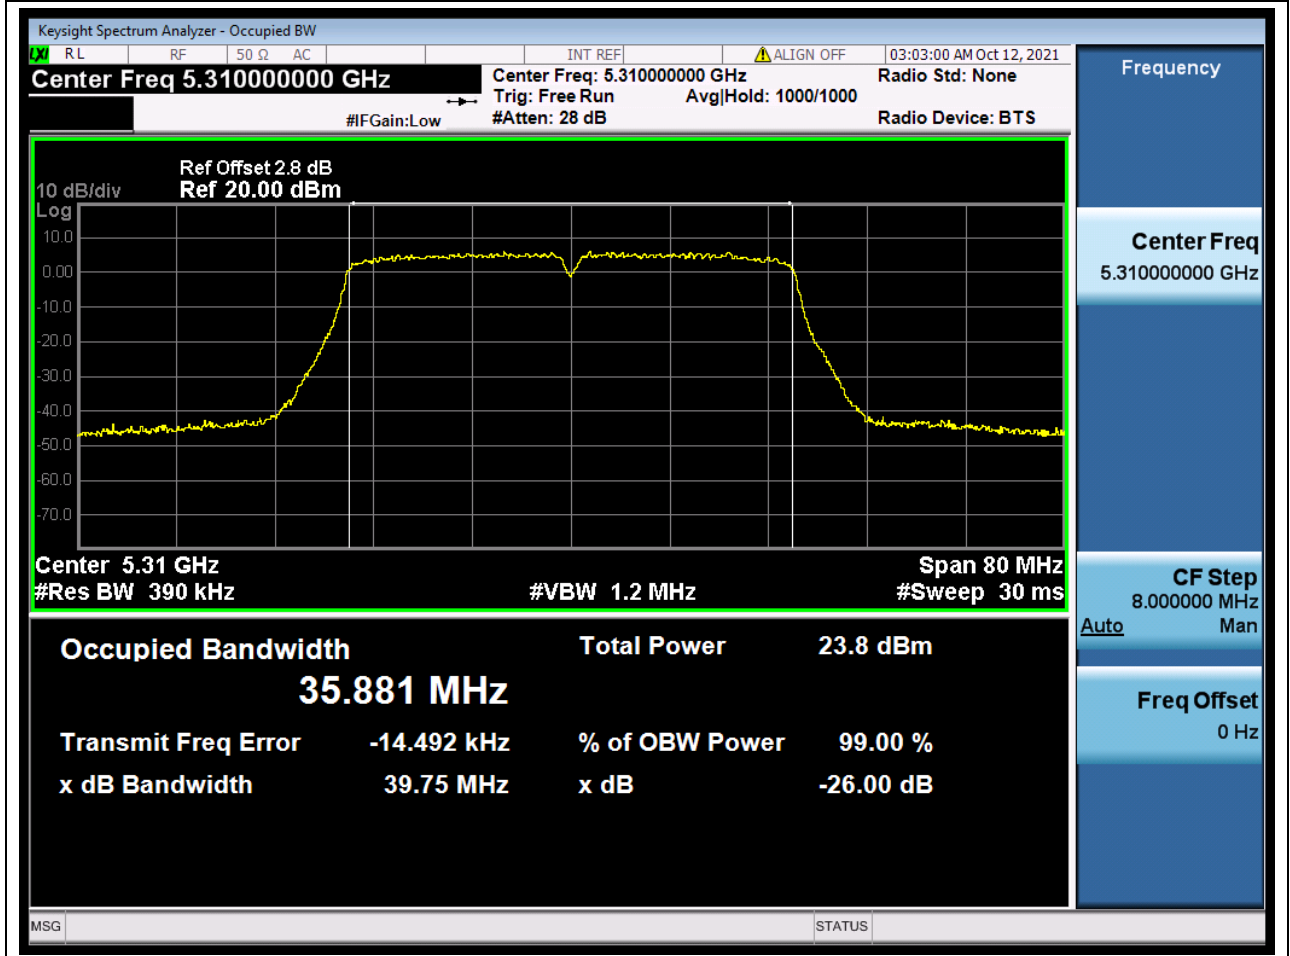 Keysight Spectrum Analyzer - Occupied BW
LXI RL RF 50 Ω AC INT REF ALIGN OFF 03:03:00 AM Oct 12, 2021
Center Freq 5.310000000 GHz
Center Freq: 5.310000000 GHz
Radio Std: None
Trig: Free Run Avg|Hold: 1000/1000
#IFGain:Low
#Atten: 28 dB
Radio Device: BTS
Ref Offset 2.8 dB
10 dB/div Ref 20.00 dBm
Log
10.0
0.00
-10.0
-20.0
-30.0
-40.0
-50.0
-60.0
-70.0
Center 5.31 GHz Span 80 MHz
#Res BW 390 kHz #VBW 1.2 MHz #Sweep 30 ms
Occupied Bandwidth Total Power 23.8 dBm
35.881 MHz
Transmit Freq Error -14.492 kHz % of OBW Power 99.00 %
x dB Bandwidth 39.75 MHz x dB -26.00 dB
Frequency
Center Freq
5.310000000 GHz
CF Step
8.000000 MHz
Auto Man
Freq Offset
0 Hz
MSG STATUS